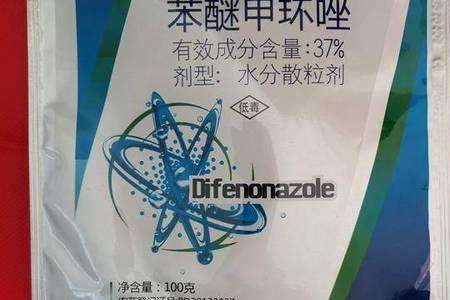 苯醚甲环唑
有效成分含量:37%
剂型: 水分散粒剂
低毒
Difenonazole
净含量:100克